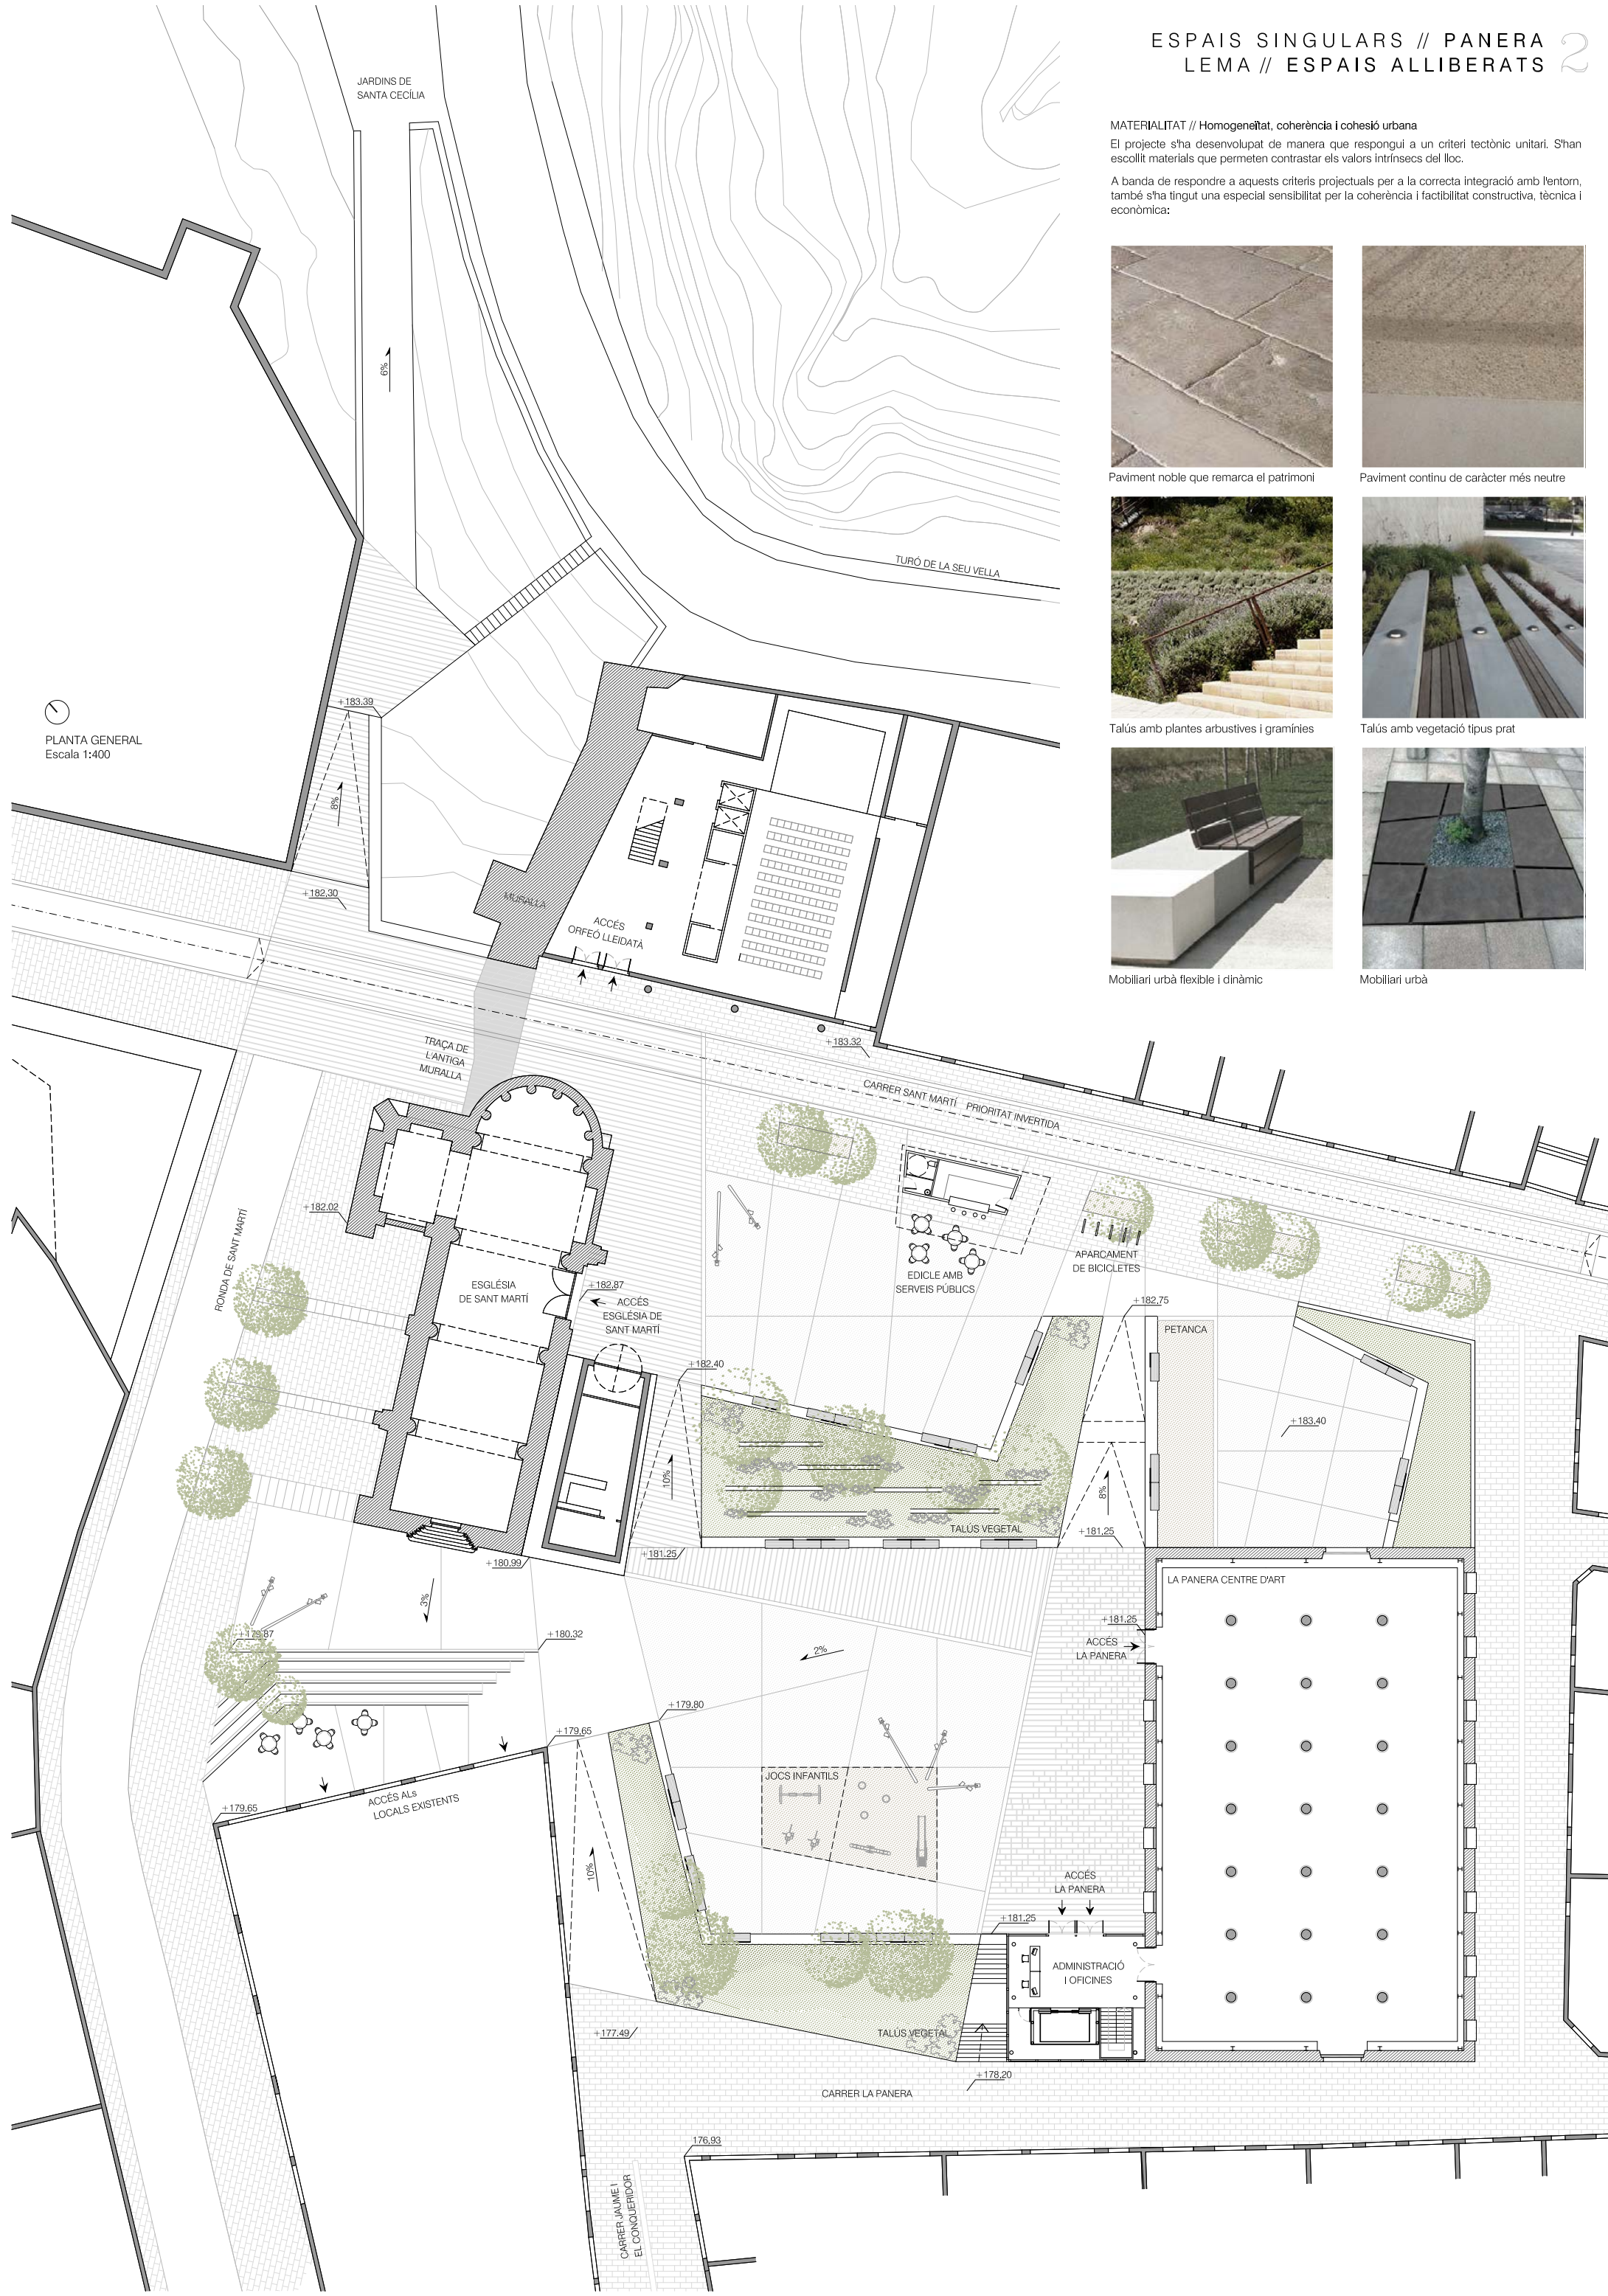 ESPAIS SINGULARS // PANERA
LEMA // ESPAIS ALLIBERATS
2
MATERIALITAT // Homogeneïtat, coherència i cohesió urbana
El projecte s'ha desenvolupat de manera que respongui a un criteri tectònic unitari. S'han
escollit materials que permeten contrastar els valors intrínsecs del lloc.
A banda de respondre a aquests criteris projectuals per a la correcta integració amb l'entorn,
també s'ha tingut una especial sensibilitat per la coherència i factibilitat constructiva, tècnica i
econòmica:
Paviment noble que remarca el patrimoni
Paviment continu de caràcter més neutre
Talús amb plantes arbustives i gramínies
Talús amb vegetació tipus prat
Mobiliari urbà flexible i dinàmic
Mobiliari urbà
JARDINS DE
SANTA CECÍLIA
6%
TURÓ DE LA SEU VELLA
PLANTA GENERAL
Escala 1:400
+183.39
8%
+182.30
MURALLA
ACCÉS
ORFEÓ LLEIDATÀ
+183.32
TRAÇA DE
L'ANTIGA
MURALLA
CARRER SANT MARTÍ   PRIORITAT INVERTIDA
+182.02
RONDA DE SANT MARTÍ
ESGLÉSIA
DE SANT MARTÍ
+182.87
ACCÉS
ESGLÉSIA DE
SANT MARTÍ
EDICLE AMB
SERVEIS PÚBLICS
APARCAMENT
DE BICICLETES
+182.75
PETANCA
+182.40
+183.40
10%
8%
TALÚS VEGETAL
+181.25
+180.99
+181.25
LA PANERA CENTRE D'ART
3%
+179.87
+180.32
+181.25
ACCÉS
LA PANERA
2%
+179.80
+179.65
JOCS INFANTILS
ACCÉS ALs
LOCALS EXISTENTS
+179.65
10%
ACCÉS
LA PANERA
+181.25
ADMINISTRACIÓ
I OFICINES
+177.49
TALÚS VEGETAL
+178.20
CARRER LA PANERA
176.93
CARRER JAUME I
EL CONQUERIDOR